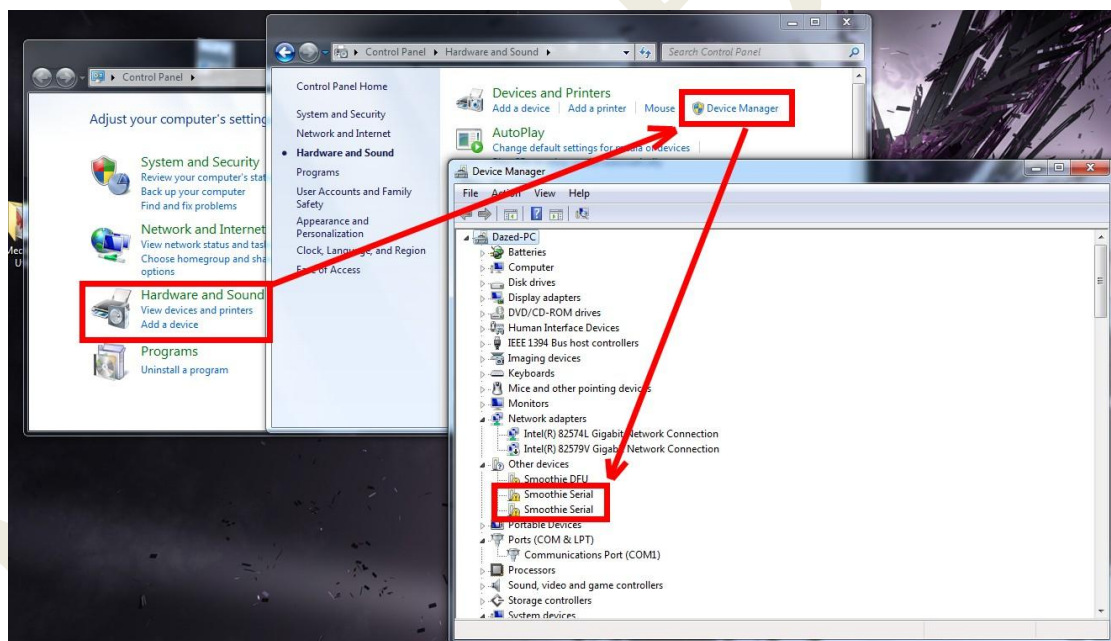 Control Panel
Adjust your computer's setting
System and Security
Review your computer's stat
Back up your computer
Find and fix problems
Network and Internet
View network status and task
Choose homegroup and sha
options
Hardware and Sound
View devices and printers
Add a device
Programs
Uninstall a program
Control Panel Hardware and Sound
Search Control Panel
Control Panel Home
System and Security
Network and Internet
Hardware and Sound
Programs
User Accounts and Family
Safety
Appearance and
Personalization
Clock, Language, and Region
Ease of Access
Devices and Printers
Add a device Add a printer Mouse Device Manager
AutoPlay
Change default settings for media or devices
Device Manager
File Action View Help
Dazed-PC
Batteries
Computer
Disk drives
Display adapters
DVD/CD-ROM drives
Human Interface Devices
IEEE 1394 Bus host controllers
Imaging devices
Keyboards
Mice and other pointing devices
Monitors
Network adapters
Intel(R) 82574L Gigabit Network Connection
Intel(R) 82579V Gigabit Network Connection
Other devices
Smoothie DFU
Smoothie Serial
Smoothie Serial
Portable Devices
Ports (COM & LPT)
Communications Port (COM1)
Processors
Sound, video and game controllers
Storage controllers
System devices